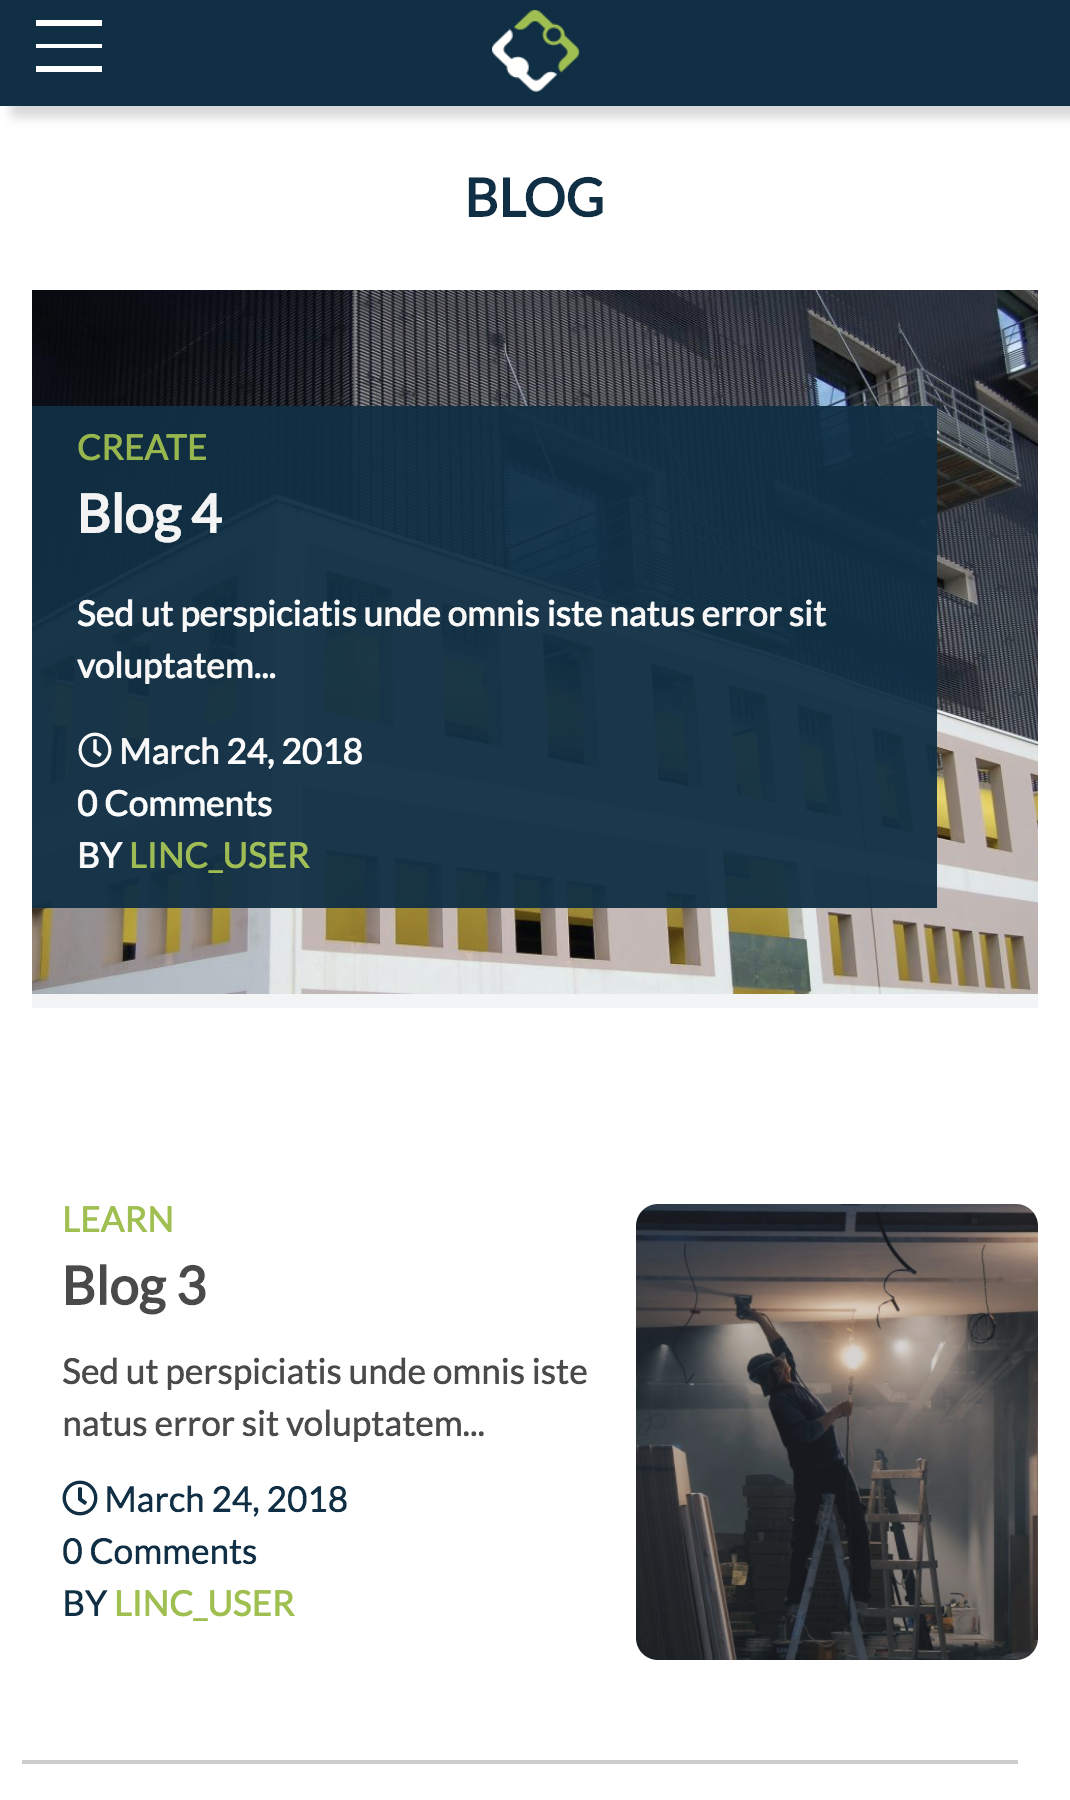 BLOG
CREATE
Blog 4
Sed ut perspiciatis unde omnis iste natus error sit
voluptatem...
March 24, 2018
0 Comments
BY LINC_USER
LEARN
Blog 3
Sed ut perspiciatis unde omnis iste
natus error sit voluptatem...
March 24, 2018
0 Comments
BY LINC_USER